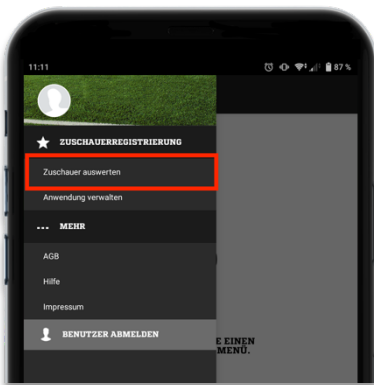 11:11
87 %
ZUSCHAUERREGISTRIERUNG
Zuschauer auswerten
Anwendung verwalten
MEHR
AGB
Hilfe
Impressum
BENUTZER ABMELDEN
E EINEN
MENÜ.